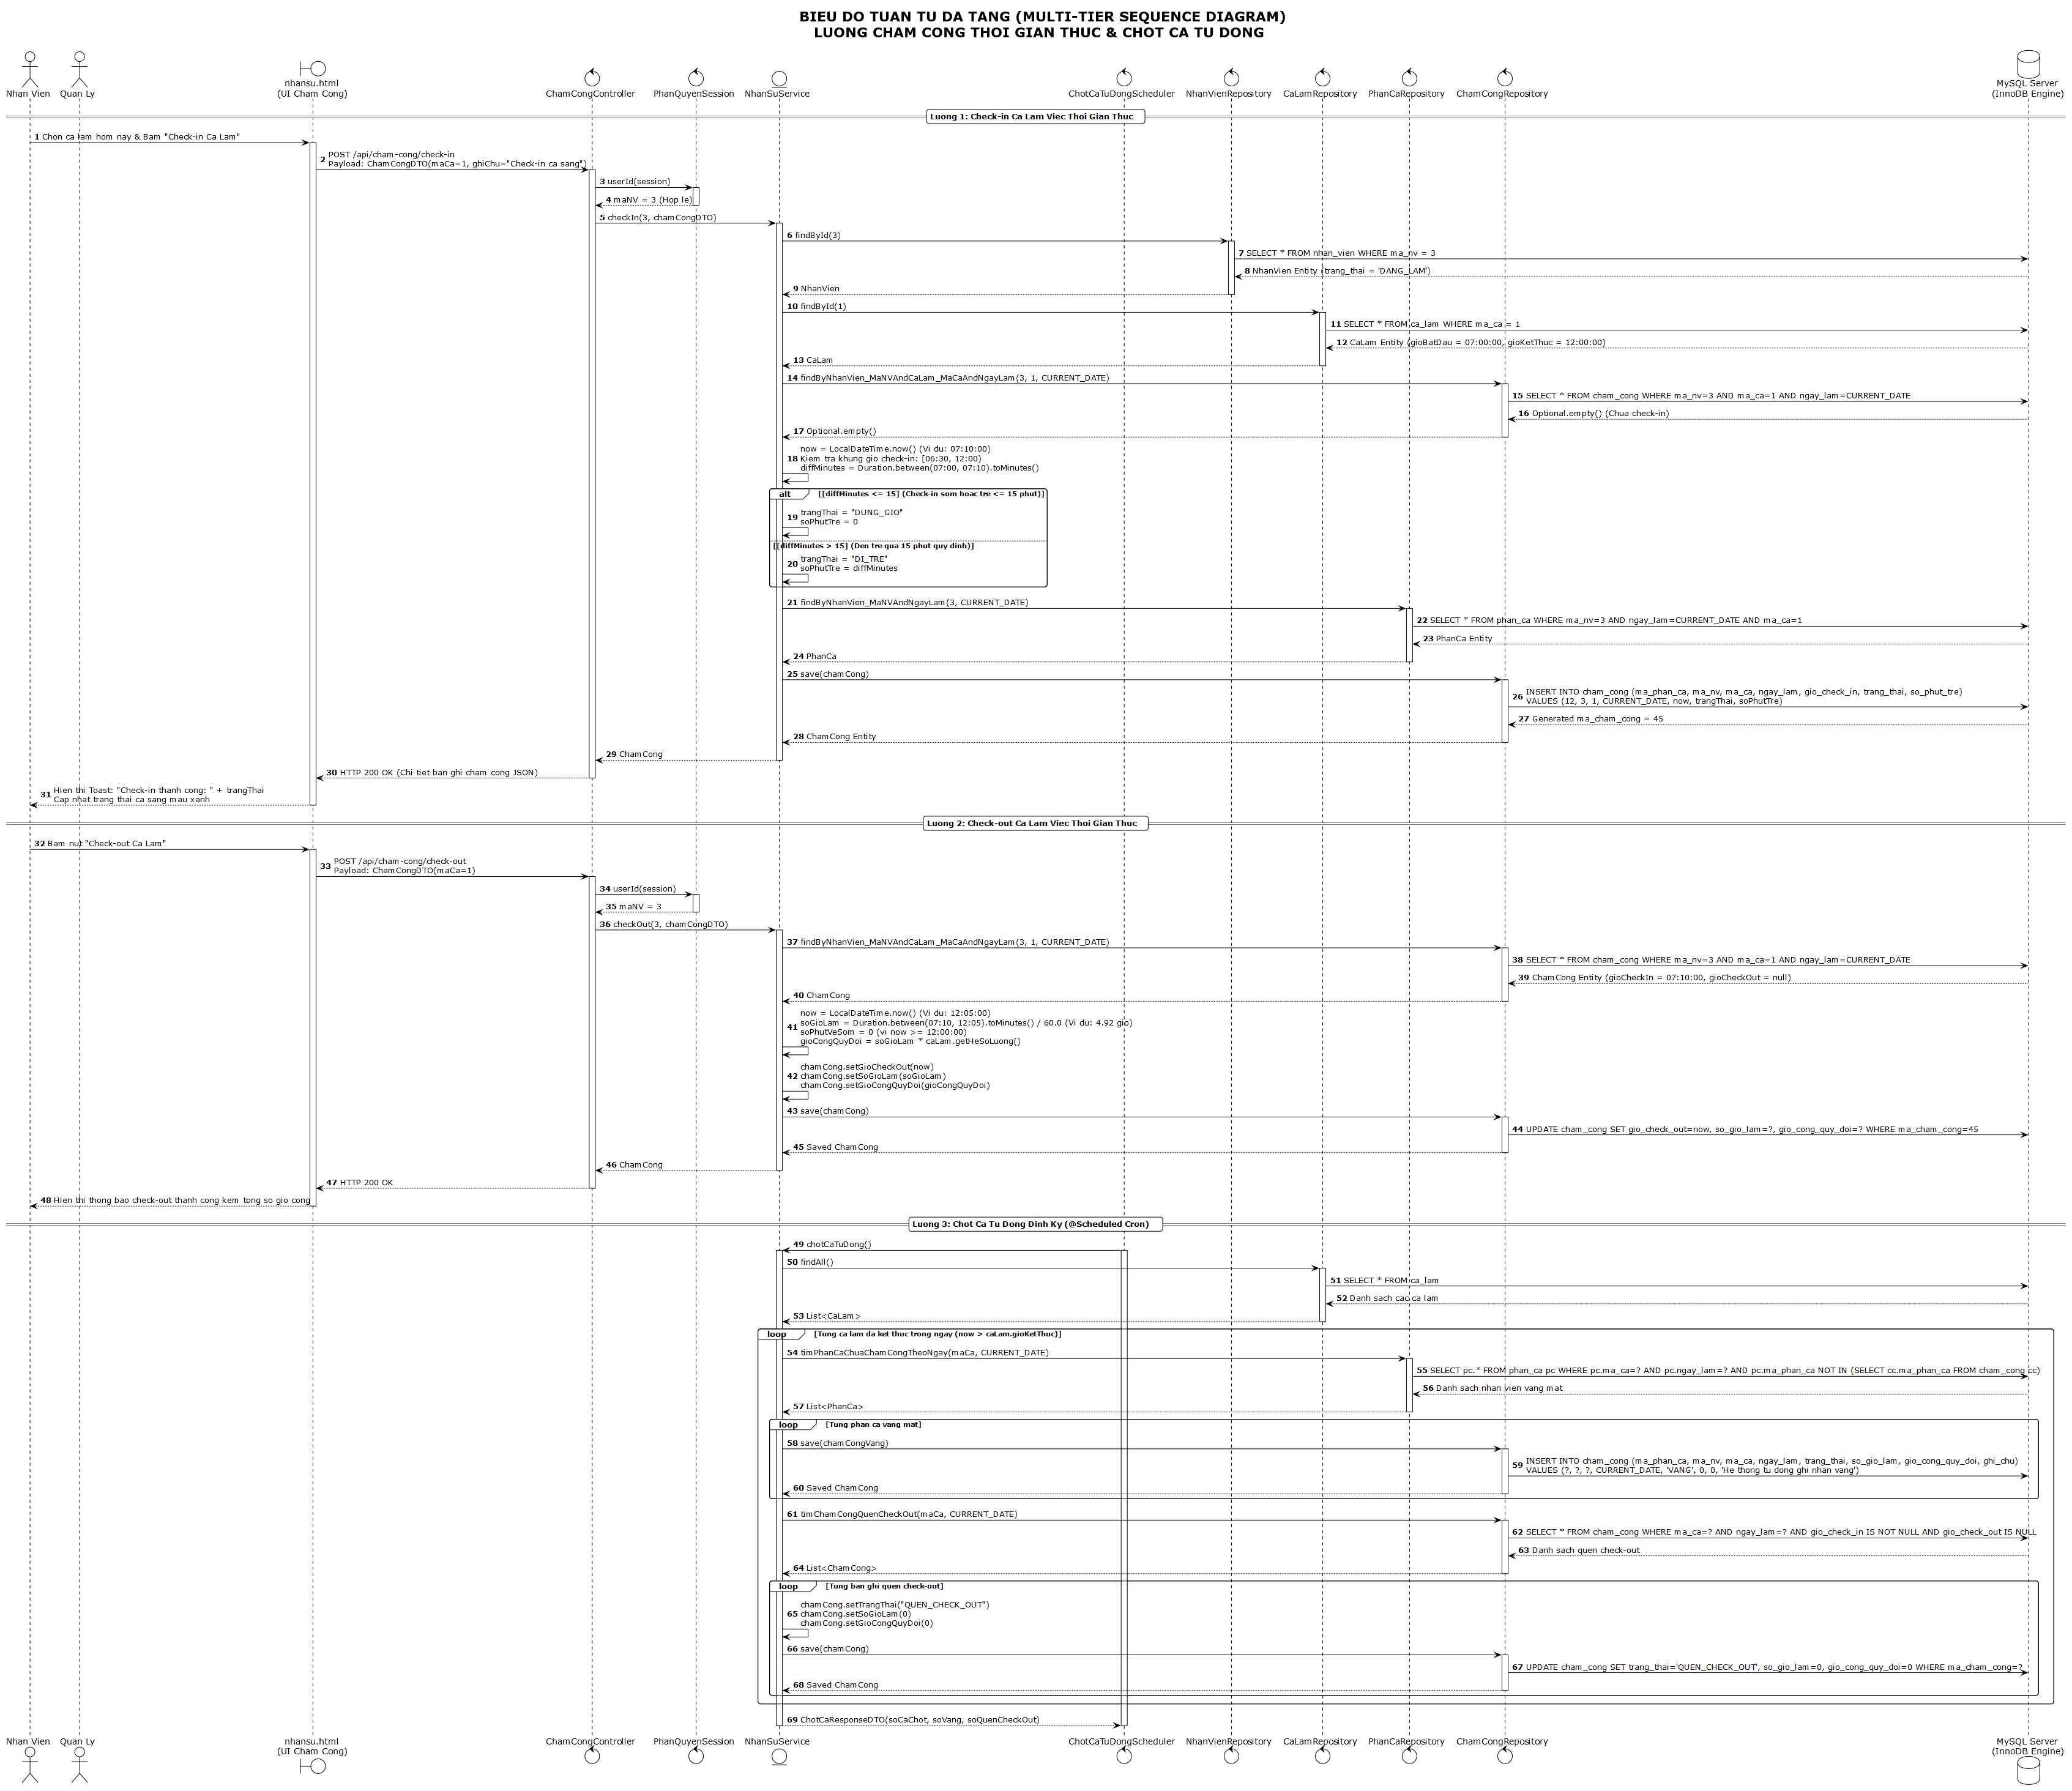 BIEU DO TUAN TU DA TANG (MULTI-TIER SEQUENCE DIAGRAM)
LUONG CHAM CONG THOI GIAN THUC & CHOT CA TU DONG
Nhan Vien
Quan Ly
nhansu.html
(UI Cham Cong)
ChamCongController
PhanQuyenSession
NhanSuService
ChotCaTuDongScheduler
NhanVienRepository
CaLamRepository
PhanCaRepository
ChamCongRepository
MySQL Server
(InnoDB Engine)
Luong 1: Check-in Ca Lam Viec Thoi Gian Thuc
1 Chon ca lam hom nay & Bam "Check-in Ca Lam"
2 POST /api/cham-cong/check-in
Payload: ChamCongDTO(maCa=1, ghiChu="Check-in ca sang")
3 userId(session)
4 maNV = 3 (Hop le)
5 checkIn(3, chamCongDTO)
6 findById(3)
7 SELECT * FROM nhan_vien WHERE ma_nv = 3
8 NhanVien Entity (trang_thai = 'DANG_LAM')
9 NhanVien
10 findById(1)
11 SELECT * FROM ca_lam WHERE ma_ca = 1
12 CaLam Entity (gioBatDau = 07:00:00, gioKetThuc = 12:00:00)
13 CaLam
14 findByNhanVien_MaNVAndCaLam_MaCaAndNgayLam(3, 1, CURRENT_DATE)
15 SELECT * FROM cham_cong WHERE ma_nv=3 AND ma_ca=1 AND ngay_lam=CURRENT_DATE
16 Optional.empty() (Chua check-in)
17 Optional.empty()
now = LocalDateTime.now() (Vi du: 07:10:00)
18 Kiem tra khung gio check-in: [06:30, 12:00)
diffMinutes = Duration.between(07:00, 07:10).toMinutes()
alt [[diffMinutes <= 15] (Check-in som hoac tre <= 15 phut)]
19 trangThai = "DUNG_GIO"
soPhutTre = 0
[[diffMinutes > 15] (Den tre qua 15 phut quy dinh)]
20 trangThai = "DI_TRE"
soPhutTre = diffMinutes
21 findByNhanVien_MaNVAndNgayLam(3, CURRENT_DATE)
22 SELECT * FROM phan_ca WHERE ma_nv=3 AND ngay_lam=CURRENT_DATE AND ma_ca=1
23 PhanCa Entity
24 PhanCa
25 save(chamCong)
26 INSERT INTO cham_cong (ma_phan_ca, ma_nv, ma_ca, ngay_lam, gio_check_in, trang_thai, so_phut_tre)
VALUES (12, 3, 1, CURRENT_DATE, now, trangThai, soPhutTre)
27 Generated ma_cham_cong = 45
28 ChamCong Entity
29 ChamCong
30 HTTP 200 OK (Chi tiet ban ghi cham cong JSON)
31 Hien thi Toast: "Check-in thanh cong: " + trangThai
Cap nhat trang thai ca sang mau xanh
Luong 2: Check-out Ca Lam Viec Thoi Gian Thuc
32 Bam nut "Check-out Ca Lam"
33 POST /api/cham-cong/check-out
Payload: ChamCongDTO(maCa=1)
34 userId(session)
35 maNV = 3
36 checkOut(3, chamCongDTO)
37 findByNhanVien_MaNVAndCaLam_MaCaAndNgayLam(3, 1, CURRENT_DATE)
38 SELECT * FROM cham_cong WHERE ma_nv=3 AND ma_ca=1 AND ngay_lam=CURRENT_DATE
39 ChamCong Entity (gioCheckIn = 07:10:00, gioCheckOut = null)
40 ChamCong
now = LocalDateTime.now() (Vi du: 12:05:00)
41 soGioLam = Duration.between(07:10, 12:05).toMinutes() / 60.0 (Vi du: 4.92 gio)
soPhutVeSom = 0 (vi now >= 12:00:00)
gioCongQuyDoi = soGioLam * caLam.getHeSoLuong()
chamCong.setGioCheckOut(now)
42 chamCong.setSoGioLam(soGioLam)
chamCong.setGioCongQuyDoi(gioCongQuyDoi)
43 save(chamCong)
44 UPDATE cham_cong SET gio_check_out=now, so_gio_lam=?, gio_cong_quy_doi=? WHERE ma_cham_cong=45
45 Saved ChamCong
46 ChamCong
47 HTTP 200 OK
48 Hien thi thong bao check-out thanh cong kem tong so gio cong
Luong 3: Chot Ca Tu Dong Dinh Ky (@Scheduled Cron)
49 chotCaTuDong()
50 findAll()
51 SELECT * FROM ca_lam
52 Danh sach cac ca lam
53 List<CaLam>
loop [Tung ca lam da ket thuc trong ngay (now > caLam.gioKetThuc)]
54 timPhanCaChuaChamCongTheoNgay(maCa, CURRENT_DATE)
55 SELECT pc.* FROM phan_ca pc WHERE pc.ma_ca=? AND pc.ngay_lam=? AND pc.ma_phan_ca NOT IN (SELECT cc.ma_phan_ca FROM cham_cong cc)
56 Danh sach nhan vien vang mat
57 List<PhanCa>
loop [Tung phan ca vang mat]
58 save(chamCongVang)
59 INSERT INTO cham_cong (ma_phan_ca, ma_nv, ma_ca, ngay_lam, trang_thai, so_gio_lam, gio_cong_quy_doi, ghi_chu)
VALUES (?, ?, ?, CURRENT_DATE, 'VANG', 0, 0, 'He thong tu dong ghi nhan vang')
60 Saved ChamCong
61 timChamCongQuenCheckOut(maCa, CURRENT_DATE)
62 SELECT * FROM cham_cong WHERE ma_ca=? AND ngay_lam=? AND gio_check_in IS NOT NULL AND gio_check_out IS NULL
63 Danh sach quen check-out
64 List<ChamCong>
loop [Tung ban ghi quen check-out]
chamCong.setTrangThai("QUEN_CHECK_OUT")
65 chamCong.setSoGioLam(0)
chamCong.setGioCongQuyDoi(0)
66 save(chamCong)
67 UPDATE cham_cong SET trang_thai='QUEN_CHECK_OUT', so_gio_lam=0, gio_cong_quy_doi=0 WHERE ma_cham_cong=?
68 Saved ChamCong
69 ChotCaResponseDTO(soCaChot, soVang, soQuenCheckOut)
Nhan Vien
Quan Ly
nhansu.html
(UI Cham Cong)
ChamCongController
PhanQuyenSession
NhanSuService
ChotCaTuDongScheduler
NhanVienRepository
CaLamRepository
PhanCaRepository
ChamCongRepository
MySQL Server
(InnoDB Engine)